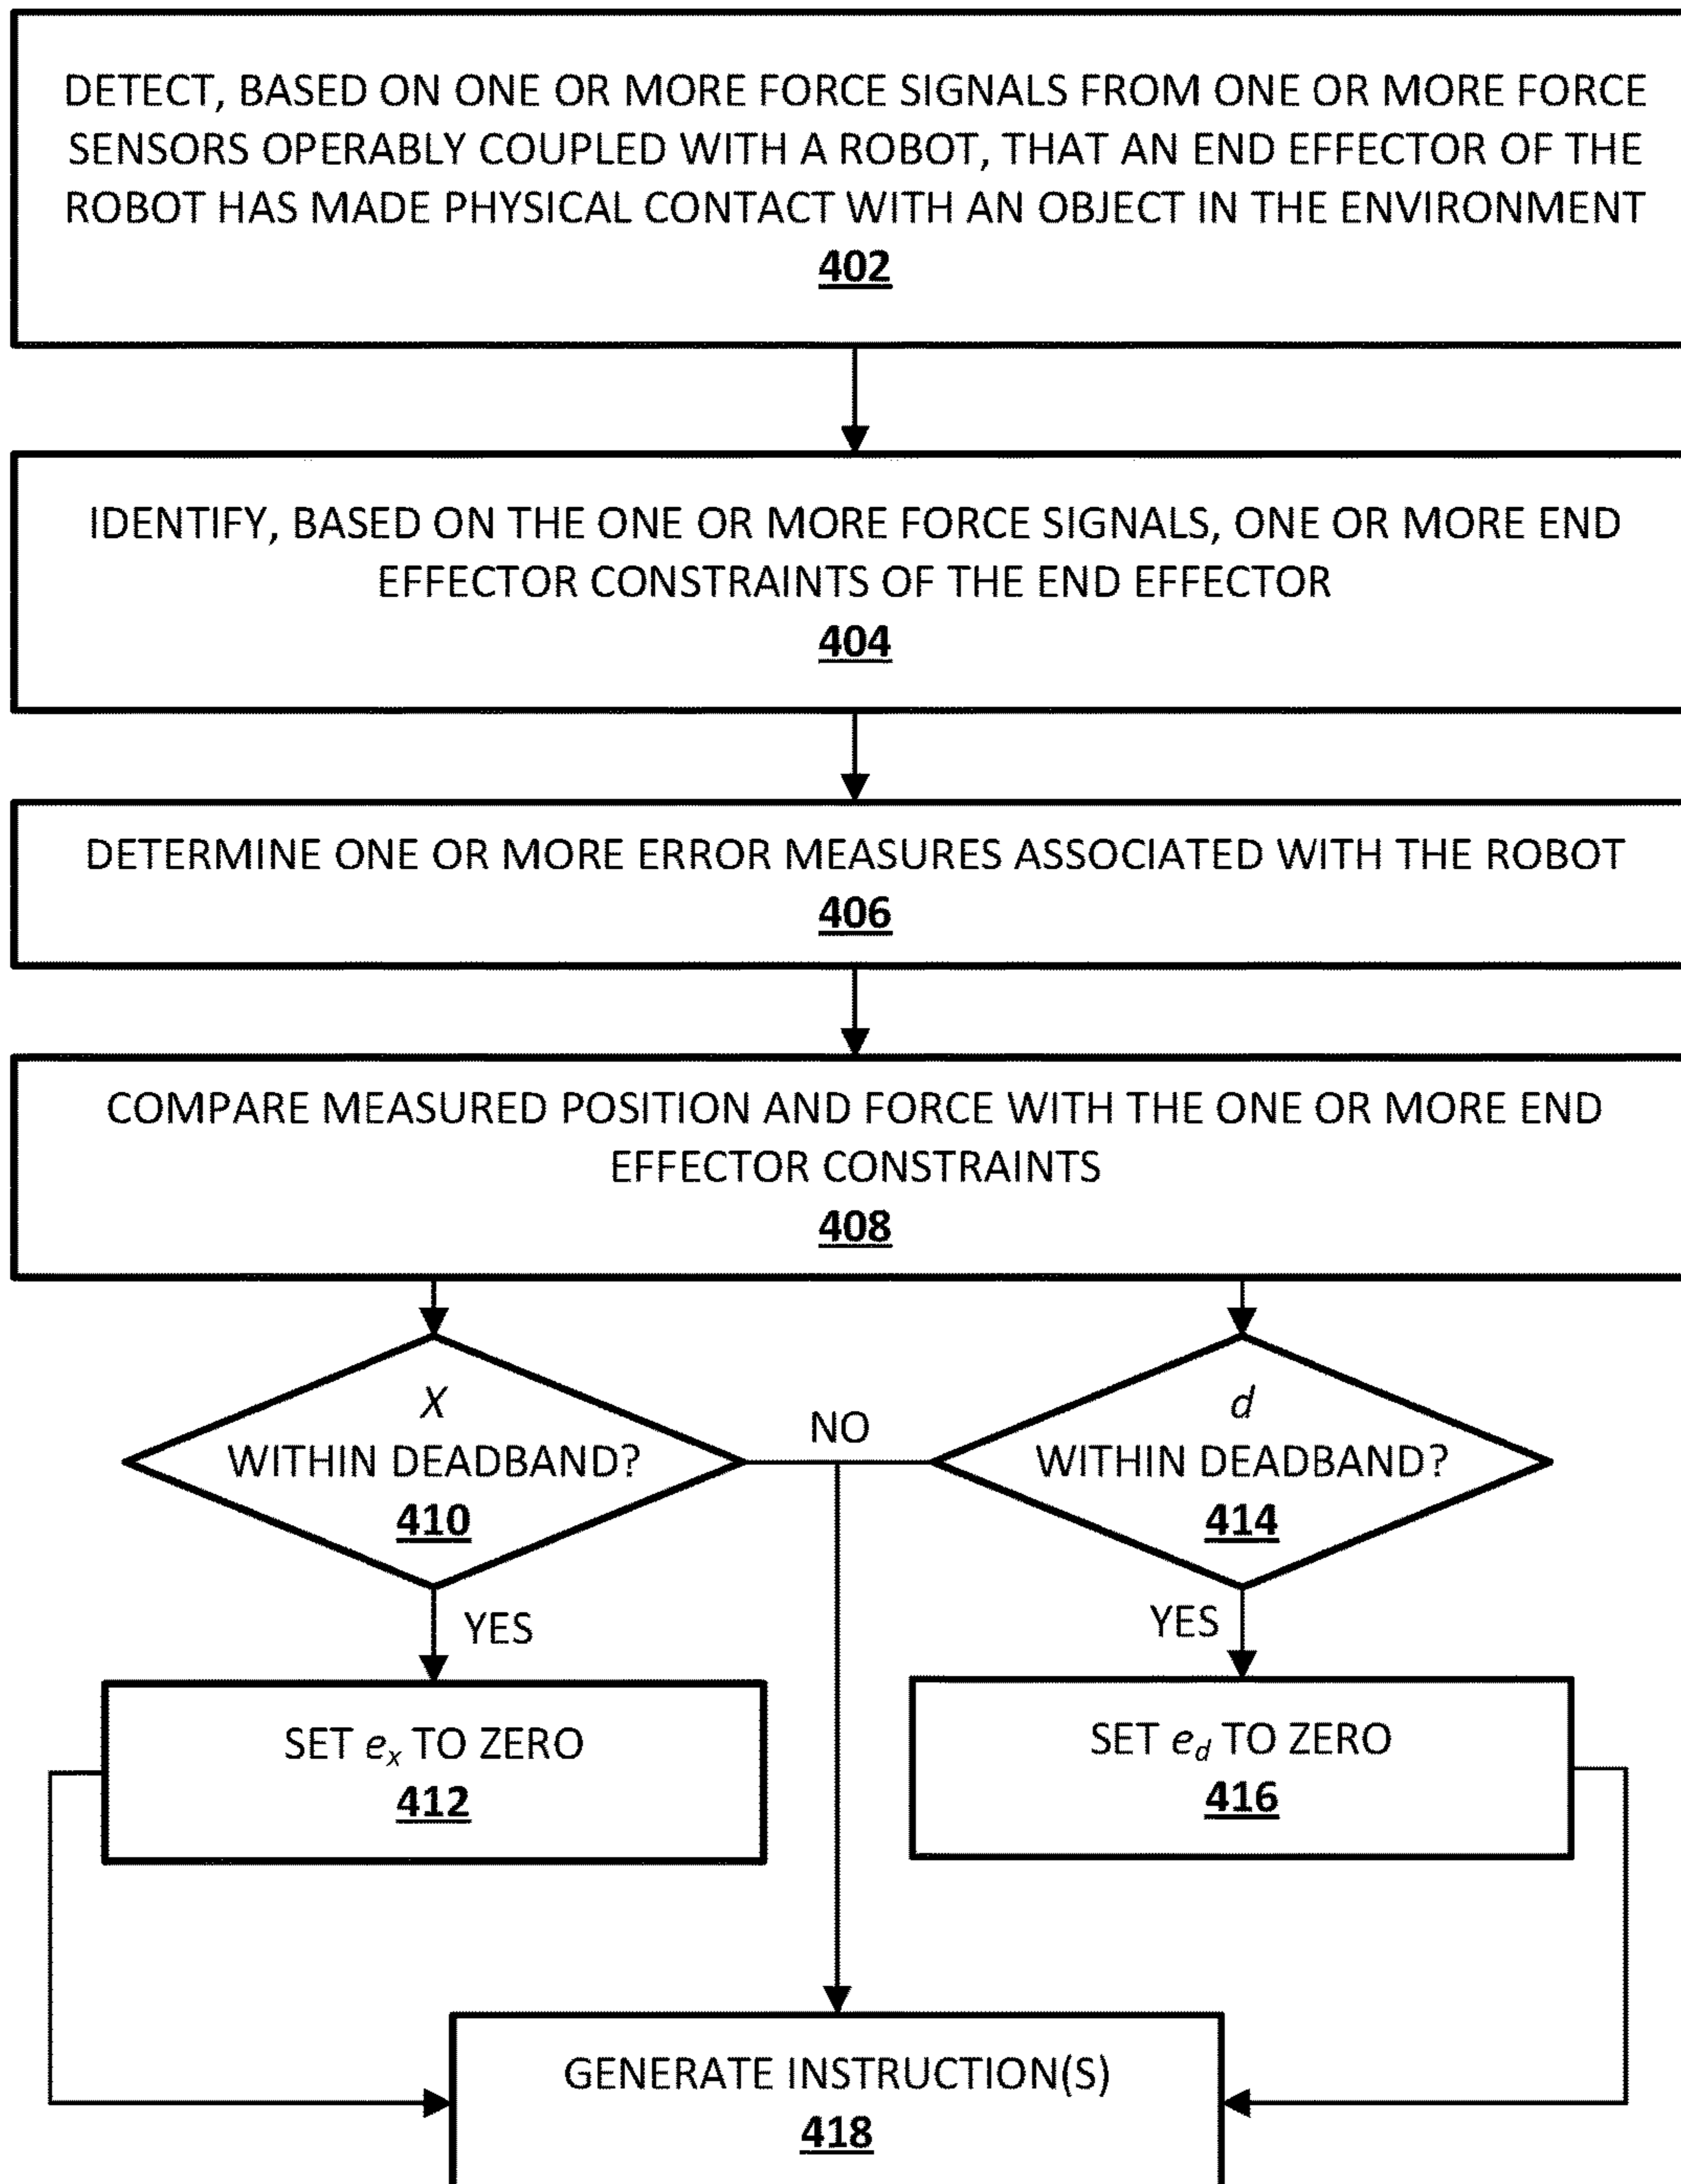 DETECT, BASED ON ONE OR MORE FORCE SIGNALS FROM ONE OR MORE FORCE
SENSORS OPERABLY COUPLED WITH A ROBOT, THAT AN END EFFECTOR OF THE
ROBOT HAS MADE PHYSICAL CONTACT WITH AN OBJECT IN THE ENVIRONMENT
402
IDENTIFY, BASED ON THE ONE OR MORE FORCE SIGNALS, ONE OR MORE END
EFFECTOR CONSTRAINTS OF THE END EFFECTOR
404
DETERMINE ONE OR MORE ERROR MEASURES ASSOCIATED WITH THE ROBOT
406
COMPARE MEASURED POSITION AND FORCE WITH THE ONE OR MORE END
EFFECTOR CONSTRAINTS
408
X
WITHIN DEADBAND?
410
NO
d
WITHIN DEADBAND?
414
YES
YES
SET ex TO ZERO
412
SET ed TO ZERO
416
GENERATE INSTRUCTION(S)
418